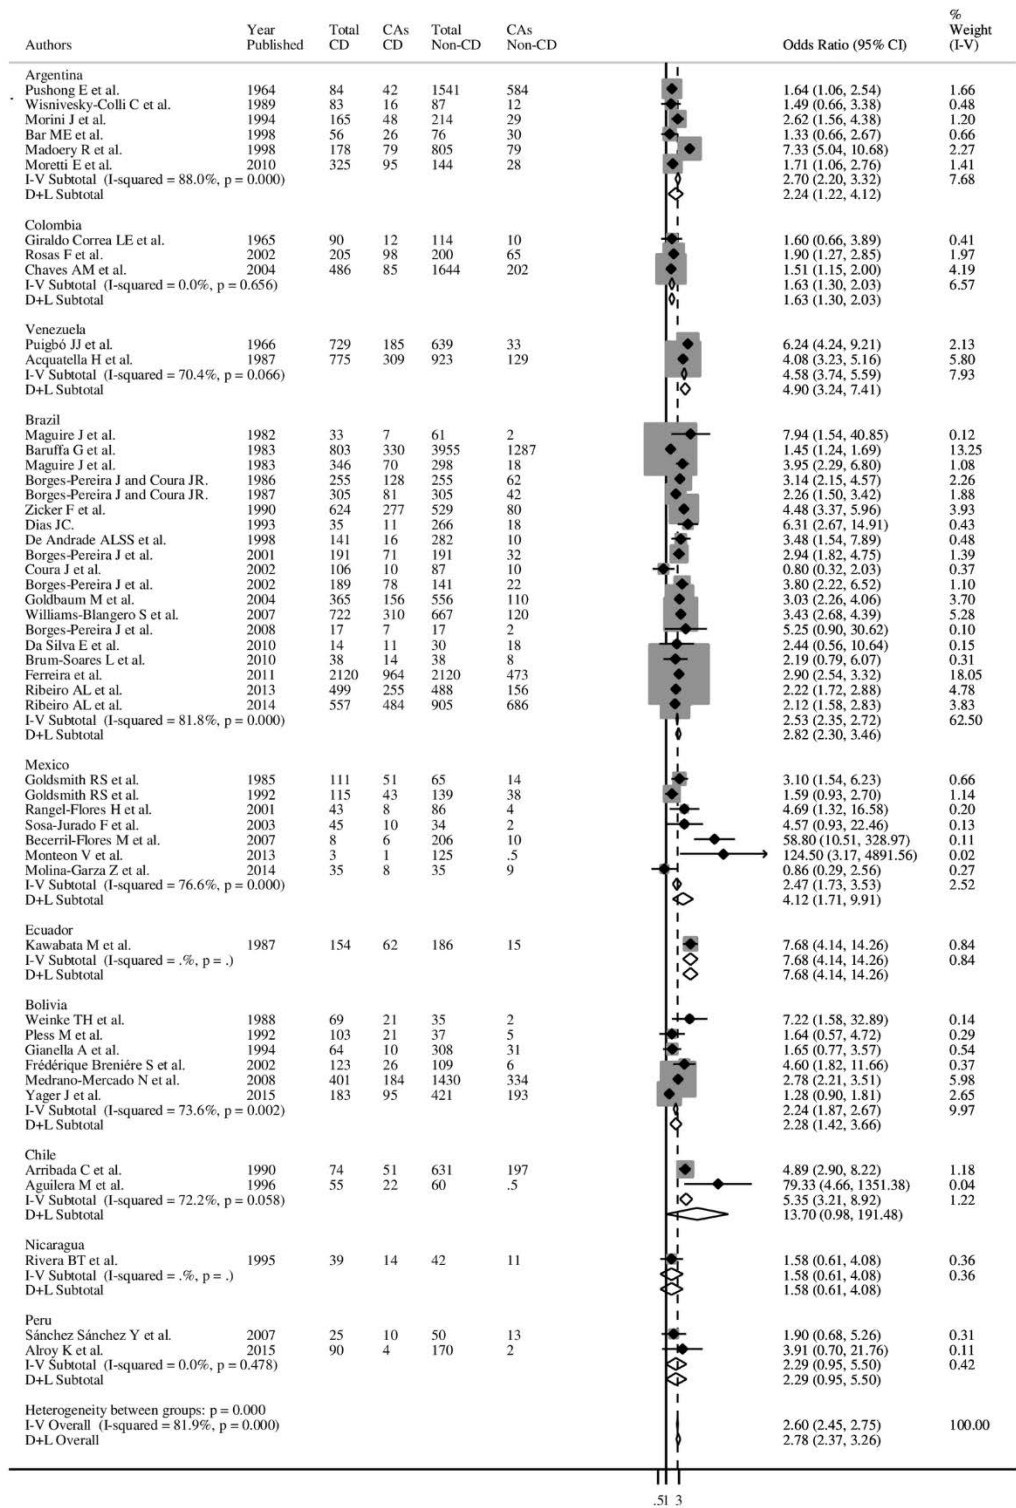 Authors Year Published Total CD CAs CD Total Non-CD CAs Non-CD Odds Ratio (95% CI) % Weight (I-V)
Argentina
Pushong E et al. 1964 84 42 1541 584 1.64 (1.06, 2.54) 1.66
Wisnivesky-Colli C et al. 1989 83 16 87 12 1.49 (0.66, 3.38) 0.48
Morini J et al. 1994 165 48 214 29 2.62 (1.56, 4.38) 1.20
Bar ME et al. 1998 56 26 76 30 1.33 (0.66, 2.67) 0.66
Madoery R et al. 1998 178 79 805 79 7.33 (5.04, 10.68) 2.27
Moretti E et al. 2010 325 95 144 28 1.71 (1.06, 2.76) 1.41
I-V Subtotal (I-squared = 88.0%, p = 0.000) 2.70 (2.20, 3.32) 7.68
D+L Subtotal 2.24 (1.22, 4.12)
Colombia
Giraldo Correa LE et al. 1965 90 12 114 10 1.60 (0.66, 3.89) 0.41
Rosas F et al. 2002 205 98 200 65 1.90 (1.27, 2.85) 1.97
Chaves AM et al. 2004 486 85 1644 202 1.51 (1.15, 2.00) 4.19
I-V Subtotal (I-squared = 0.0%, p = 0.656) 1.63 (1.30, 2.03) 6.57
D+L Subtotal 1.63 (1.30, 2.03)
Venezuela
Puigbó JJ et al. 1966 729 185 639 33 6.24 (4.24, 9.21) 2.13
Acquatella H et al. 1987 775 309 923 129 4.08 (3.23, 5.16) 5.80
I-V Subtotal (I-squared = 70.4%, p = 0.066) 4.58 (3.74, 5.59) 7.93
D+L Subtotal 4.90 (3.24, 7.41)
Brazil
Maguire J et al. 1982 33 7 61 2 7.94 (1.54, 40.85) 0.12
Baruffa G et al. 1983 803 330 3955 1287 1.45 (1.24, 1.69) 13.25
Maguire J et al. 1983 346 70 298 18 3.95 (2.29, 6.80) 1.08
Borges-Pereira J and Coura JR. 1986 255 128 255 62 3.14 (2.15, 4.57) 2.26
Borges-Pereira J and Coura JR. 1987 305 81 305 42 2.26 (1.50, 3.42) 1.88
Zicker F et al. 1990 624 277 529 80 4.48 (3.37, 5.96) 3.93
Dias JC. 1993 35 11 266 18 6.31 (2.67, 14.91) 0.43
De Andrade ALSS et al. 1998 141 16 282 10 3.48 (1.54, 7.89) 0.48
Borges-Pereira J et al. 2001 191 71 191 32 2.94 (1.82, 4.75) 1.39
Coura J et al. 2002 106 10 87 10 0.80 (0.32, 2.03) 0.37
Borges-Pereira J et al. 2002 189 78 141 22 3.80 (2.22, 6.52) 1.10
Goldbaum M et al. 2004 365 156 556 110 3.03 (2.26, 4.06) 3.70
Williams-Blangero S et al. 2007 722 310 667 120 3.43 (2.68, 4.39) 5.28
Borges-Pereira J et al. 2008 17 7 17 2 5.25 (0.90, 30.62) 0.10
Da Silva E et al. 2010 14 11 30 18 2.44 (0.56, 10.64) 0.15
Brum-Soares L et al. 2010 38 14 38 8 2.19 (0.79, 6.07) 0.31
Ferreira et al. 2011 2120 964 2120 473 2.90 (2.54, 3.32) 18.05
Ribeiro AL et al. 2013 499 255 488 156 2.22 (1.72, 2.88) 4.78
Ribeiro AL et al. 2014 557 484 905 686 2.12 (1.58, 2.83) 3.83
I-V Subtotal (I-squared = 81.8%, p = 0.000) 2.53 (2.35, 2.72) 62.50
D+L Subtotal 2.82 (2.30, 3.46)
Mexico
Goldsmith RS et al. 1985 111 51 65 14 3.10 (1.54, 6.23) 0.66
Goldsmith RS et al. 1992 115 43 139 38 1.59 (0.93, 2.70) 1.14
Rangel-Flores H et al. 2001 43 8 86 4 4.69 (1.32, 16.58) 0.20
Sosa-Jurado F et al. 2003 45 10 34 2 4.57 (0.93, 22.46) 0.13
Becerril-Flores M et al. 2007 8 6 206 10 58.80 (10.51, 328.97) 0.11
Monteon V et al. 2013 3 1 125 .5 124.50 (3.17, 4891.56) 0.02
Molina-Garza Z et al. 2014 35 8 35 9 0.86 (0.29, 2.56) 0.27
I-V Subtotal (I-squared = 76.6%, p = 0.000) 2.47 (1.73, 3.53) 2.52
D+L Subtotal 4.12 (1.71, 9.91)
Ecuador
Kawabata M et al. 1987 154 62 186 15 7.68 (4.14, 14.26) 0.84
I-V Subtotal (I-squared = .%, p = .) 7.68 (4.14, 14.26) 0.84
D+L Subtotal 7.68 (4.14, 14.26)
Bolivia
Weinke TH et al. 1988 69 21 35 2 7.22 (1.58, 32.89) 0.14
Pless M et al. 1992 103 21 37 5 1.64 (0.57, 4.72) 0.29
Gianella A et al. 1994 64 10 308 31 1.65 (0.77, 3.57) 0.54
Frédérique Breniére S et al. 2002 123 26 109 6 4.60 (1.82, 11.66) 0.37
Medrano-Mercado N et al. 2008 401 184 1430 334 2.78 (2.21, 3.51) 5.98
Yager J et al. 2015 183 95 421 193 1.28 (0.90, 1.81) 2.65
I-V Subtotal (I-squared = 73.6%, p = 0.002) 2.24 (1.87, 2.67) 9.97
D+L Subtotal 2.28 (1.42, 3.66)
Chile
Arribada C et al. 1990 74 51 631 197 4.89 (2.90, 8.22) 1.18
Aguilera M et al. 1996 55 22 60 .5 79.33 (4.66, 1351.38) 0.04
I-V Subtotal (I-squared = 72.2%, p = 0.058) 5.35 (3.21, 8.92) 1.22
D+L Subtotal 13.70 (0.98, 191.48)
Nicaragua
Rivera BT et al. 1995 39 14 42 11 1.58 (0.61, 4.08) 0.36
I-V Subtotal (I-squared = .%, p = .) 1.58 (0.61, 4.08) 0.36
D+L Subtotal 1.58 (0.61, 4.08)
Peru
Sánchez Sánchez Y et al. 2007 25 10 50 13 1.90 (0.68, 5.26) 0.31
Alroy K et al. 2015 90 4 170 2 3.91 (0.70, 21.76) 0.11
I-V Subtotal (I-squared = 0.0%, p = 0.478) 2.29 (0.95, 5.50) 0.42
D+L Subtotal 2.29 (0.95, 5.50)
Heterogeneity between groups: p = 0.000
I-V Overall (I-squared = 81.9%, p = 0.000) 2.60 (2.45, 2.75) 100.00
D+L Overall 2.78 (2.37, 3.26)
.5 1 3